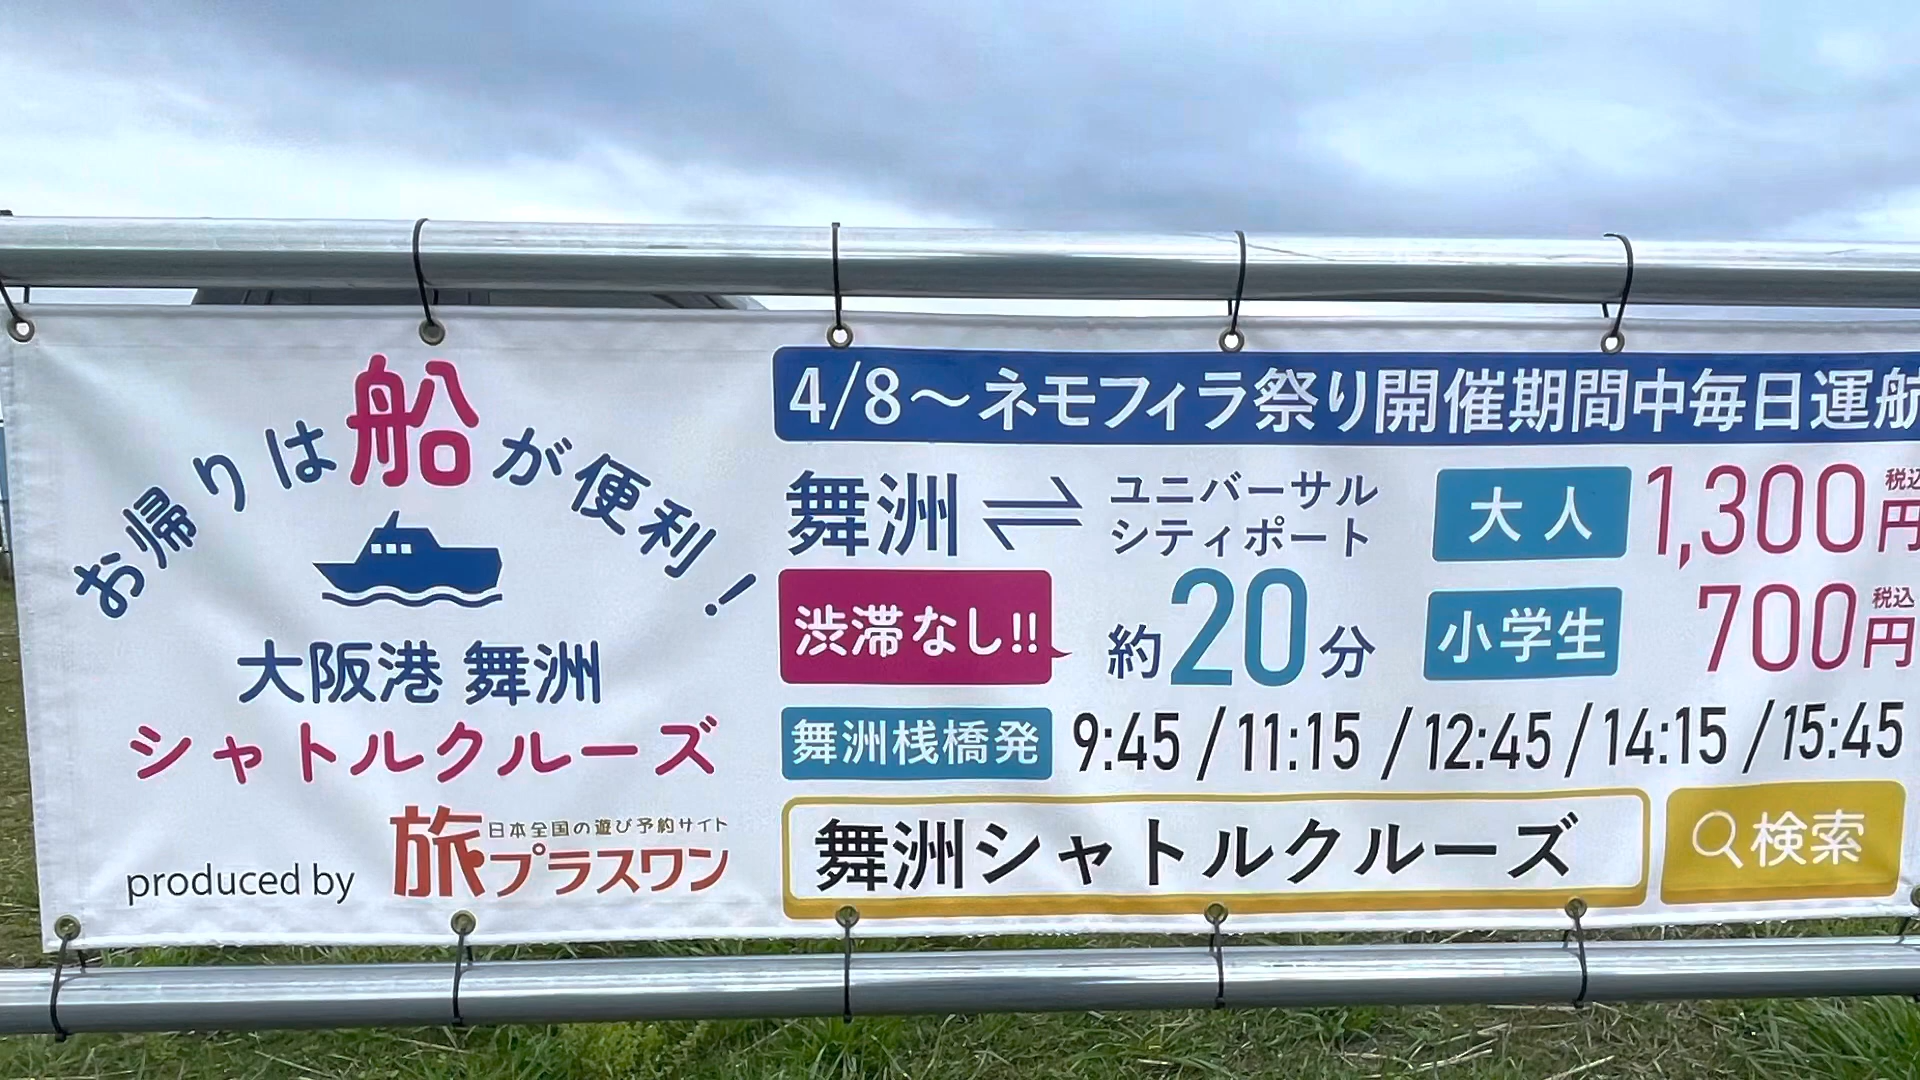 お帰りは船が便利!
大阪港 舞洲
シャトルクルーズ
produced by
日本全国の遊び予約サイト
旅プラスワン
4/8～ネモフィラ祭り開催期間中毎日運航
舞洲 ⇌ ユニバーサル
シティポート
大人 1,300円 税込
渋滞なし!!
約20分
小学生 700円 税込
舞洲桟橋発 9:45 / 11:15 / 12:45 / 14:15 / 15:45
舞洲シャトルクルーズ 検索